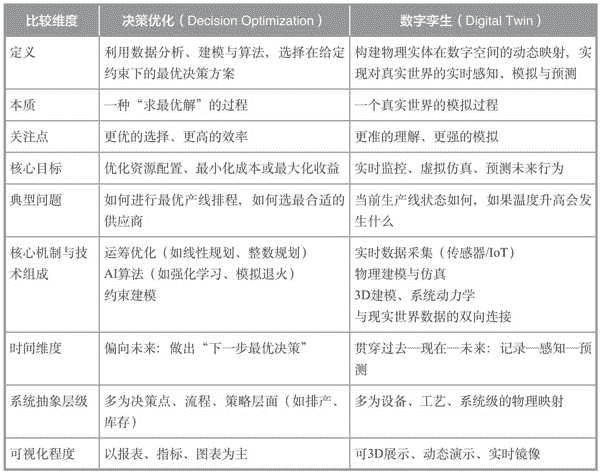 比较维度 决策优化（Decision Optimization） 数字孪生（Digital Twin）
定义 利用数据分析、建模与算法，选择在给定 构建物理实体在数字空间的动态映射，实
约束下的最优决策方案 现对真实世界的实时感知、模拟与预测
本质 一种“求最优解”的过程 一个真实世界的模拟过程
关注点 更优的选择、更高的效率 更准的理解、更强的模拟
核心目标 优化资源配置、最小化成本或最大化收益 实时监控、虚拟仿真、预测未来行为
典型问题 如何进行最优产线排程，如何选最合适的 当前生产线状态如何，如果温度升高会发
供应商 生什么
核心机制与技 运筹优化（如线性规划、整数规划） 实时数据采集（传感器/IoT）
术组成 AI算法（如强化学习、模拟退火） 物理建模与仿真
约束建模 3D建模、系统动力学
与现实世界数据的双向连接
时间维度 偏向未来：做出“下一步最优决策” 贯穿过去—现在—未来：记录—感知—预
测
系统抽象层级 多为决策点、流程、策略层面（如排产、 多为设备、工艺、系统级的物理映射
库存）
可视化程度 以报表、指标、图表为主 可3D展示、动态演示、实时镜像